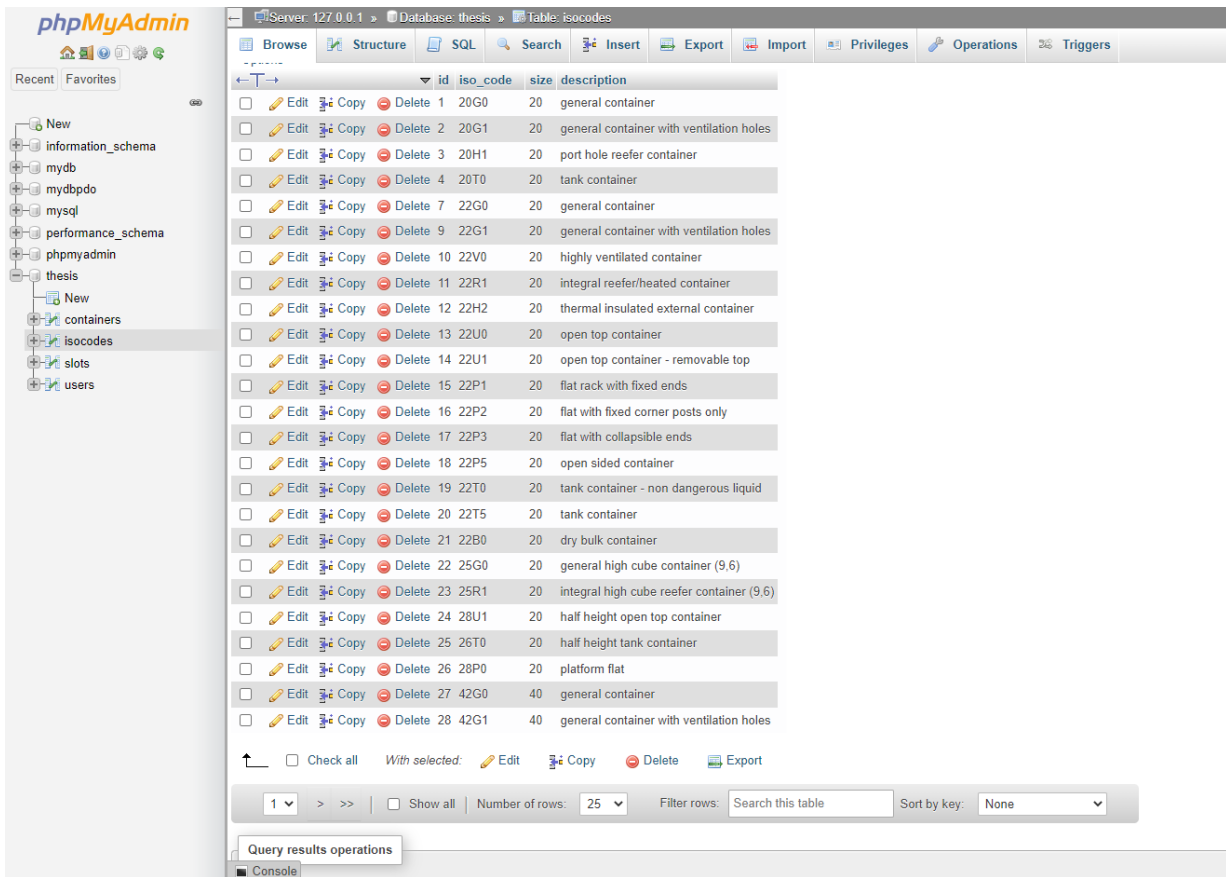 phpMyAdmin
Recent Favorites
New
information_schema
mydb
mydbpdo
mysql
performance_schema
phpmyadmin
thesis
New
containers
isocodes
slots
users
Server: 127.0.0.1 » Database: thesis » Table: isocodes
Browse Structure SQL Search Insert Export Import Privileges Operations Triggers
Options
←T→ id iso_code size description
Edit Copy Delete 1 20G0 20 general container
Edit Copy Delete 2 20G1 20 general container with ventilation holes
Edit Copy Delete 3 20H1 20 port hole reefer container
Edit Copy Delete 4 20T0 20 tank container
Edit Copy Delete 7 22G0 20 general container
Edit Copy Delete 9 22G1 20 general container with ventilation holes
Edit Copy Delete 10 22V0 20 highly ventilated container
Edit Copy Delete 11 22R1 20 integral reefer/heated container
Edit Copy Delete 12 22H2 20 thermal insulated external container
Edit Copy Delete 13 22U0 20 open top container
Edit Copy Delete 14 22U1 20 open top container - removable top
Edit Copy Delete 15 22P1 20 flat rack with fixed ends
Edit Copy Delete 16 22P2 20 flat with fixed corner posts only
Edit Copy Delete 17 22P3 20 flat with collapsible ends
Edit Copy Delete 18 22P5 20 open sided container
Edit Copy Delete 19 22T0 20 tank container - non dangerous liquid
Edit Copy Delete 20 22T5 20 tank container
Edit Copy Delete 21 22B0 20 dry bulk container
Edit Copy Delete 22 25G0 20 general high cube container (9,6)
Edit Copy Delete 23 25R1 20 integral high cube reefer container (9,6)
Edit Copy Delete 24 28U1 20 half height open top container
Edit Copy Delete 25 26T0 20 half height tank container
Edit Copy Delete 26 28P0 20 platform flat
Edit Copy Delete 27 42G0 40 general container
Edit Copy Delete 28 42G1 40 general container with ventilation holes
Check all With selected: Edit Copy Delete Export
1 > >> Show all Number of rows: 25 Filter rows: Search this table Sort by key: None
Query results operations
Console